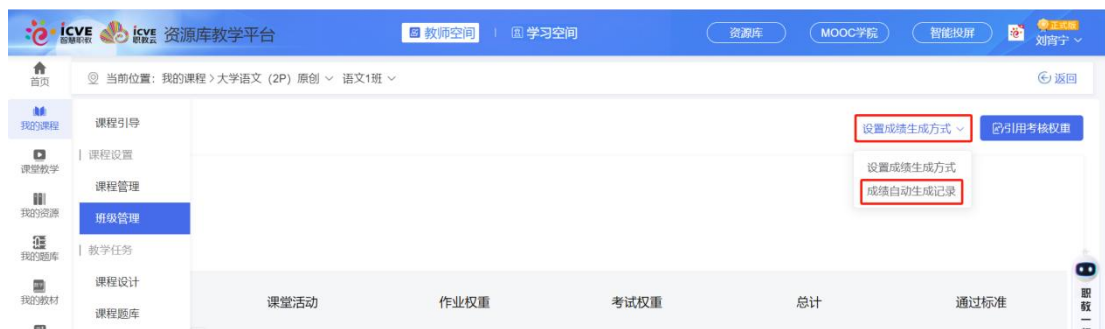 icve 智慧职教 icve 职教云 资源库教学平台 教师空间 学习空间 资源库 MOOC学院 智能投屏 正式版 刘宵宁
首页
当前位置：我的课程 > 大学语文 (2P) 原创 语文1班
返回
我的课程
课堂教学
我的资源
我的题库
我的教材
课程引导
课程设置
课程管理
班级管理
教学任务
课程设计
课程题库
设置成绩生成方式
引用考核权重
设置成绩生成方式
成绩自动生成记录
课堂活动 作业权重 考试权重 总计 通过标准
职教一